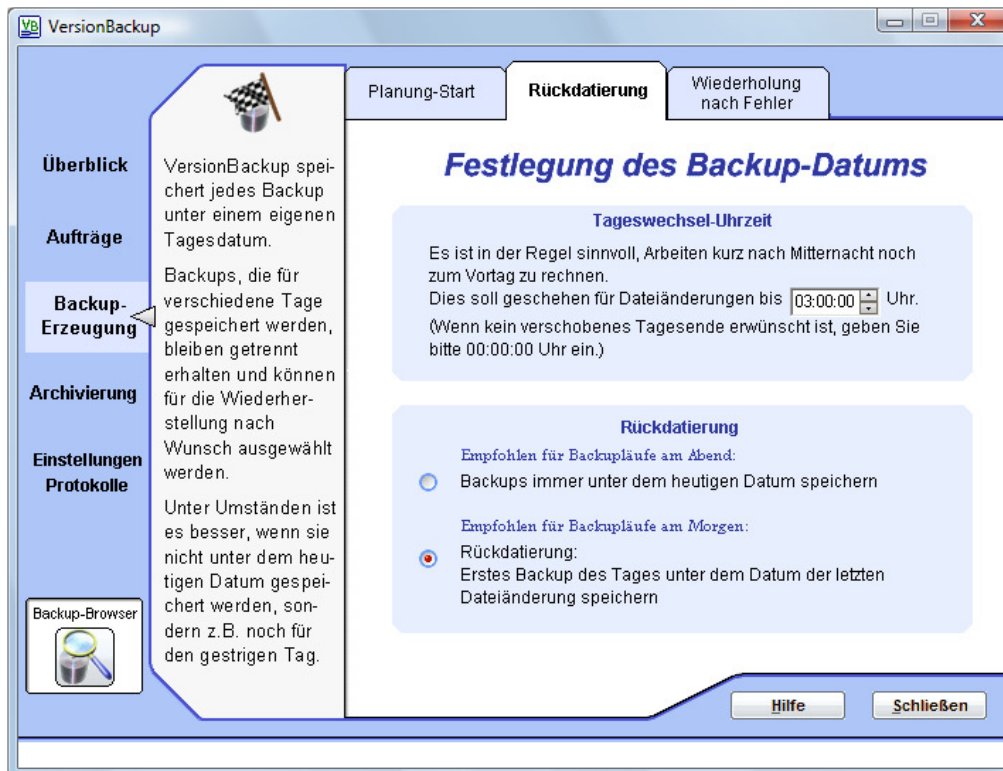 VersionBackup
Überblick
Aufträge
Backup-
Erzeugung
Archivierung
Einstellungen
Protokolle
Backup-Browser
VersionBackup spei-
chert jedes Backup
unter einem eigenen
Tagesdatum.
Backups, die für
verschiedene Tage
gespeichert werden,
bleiben getrennt
erhalten und können
für die Wiederher-
stellung nach
Wunsch ausgewählt
werden.
Unter Umständen ist
es besser, wenn sie
nicht unter dem heu-
tigen Datum gespei-
chert werden, son-
dern z.B. noch für
den gestrigen Tag.
Planung-Start
Rückdatierung
Wiederholung
nach Fehler
Festlegung des Backup-Datums
Tageswechsel-Uhrzeit
Es ist in der Regel sinnvoll, Arbeiten kurz nach Mitternacht noch
zum Vortag zu rechnen.
Dies soll geschehen für Dateiänderungen bis 03:00:00 Uhr.
(Wenn kein verschobenes Tagesende erwünscht ist, geben Sie
bitte 00:00:00 Uhr ein.)
Rückdatierung
Empfohlen für Backupläufe am Abend:
Backups immer unter dem heutigen Datum speichern
Empfohlen für Backupläufe am Morgen:
Rückdatierung:
Erstes Backup des Tages unter dem Datum der letzten
Dateiänderung speichern
Hilfe
Schließen
VB